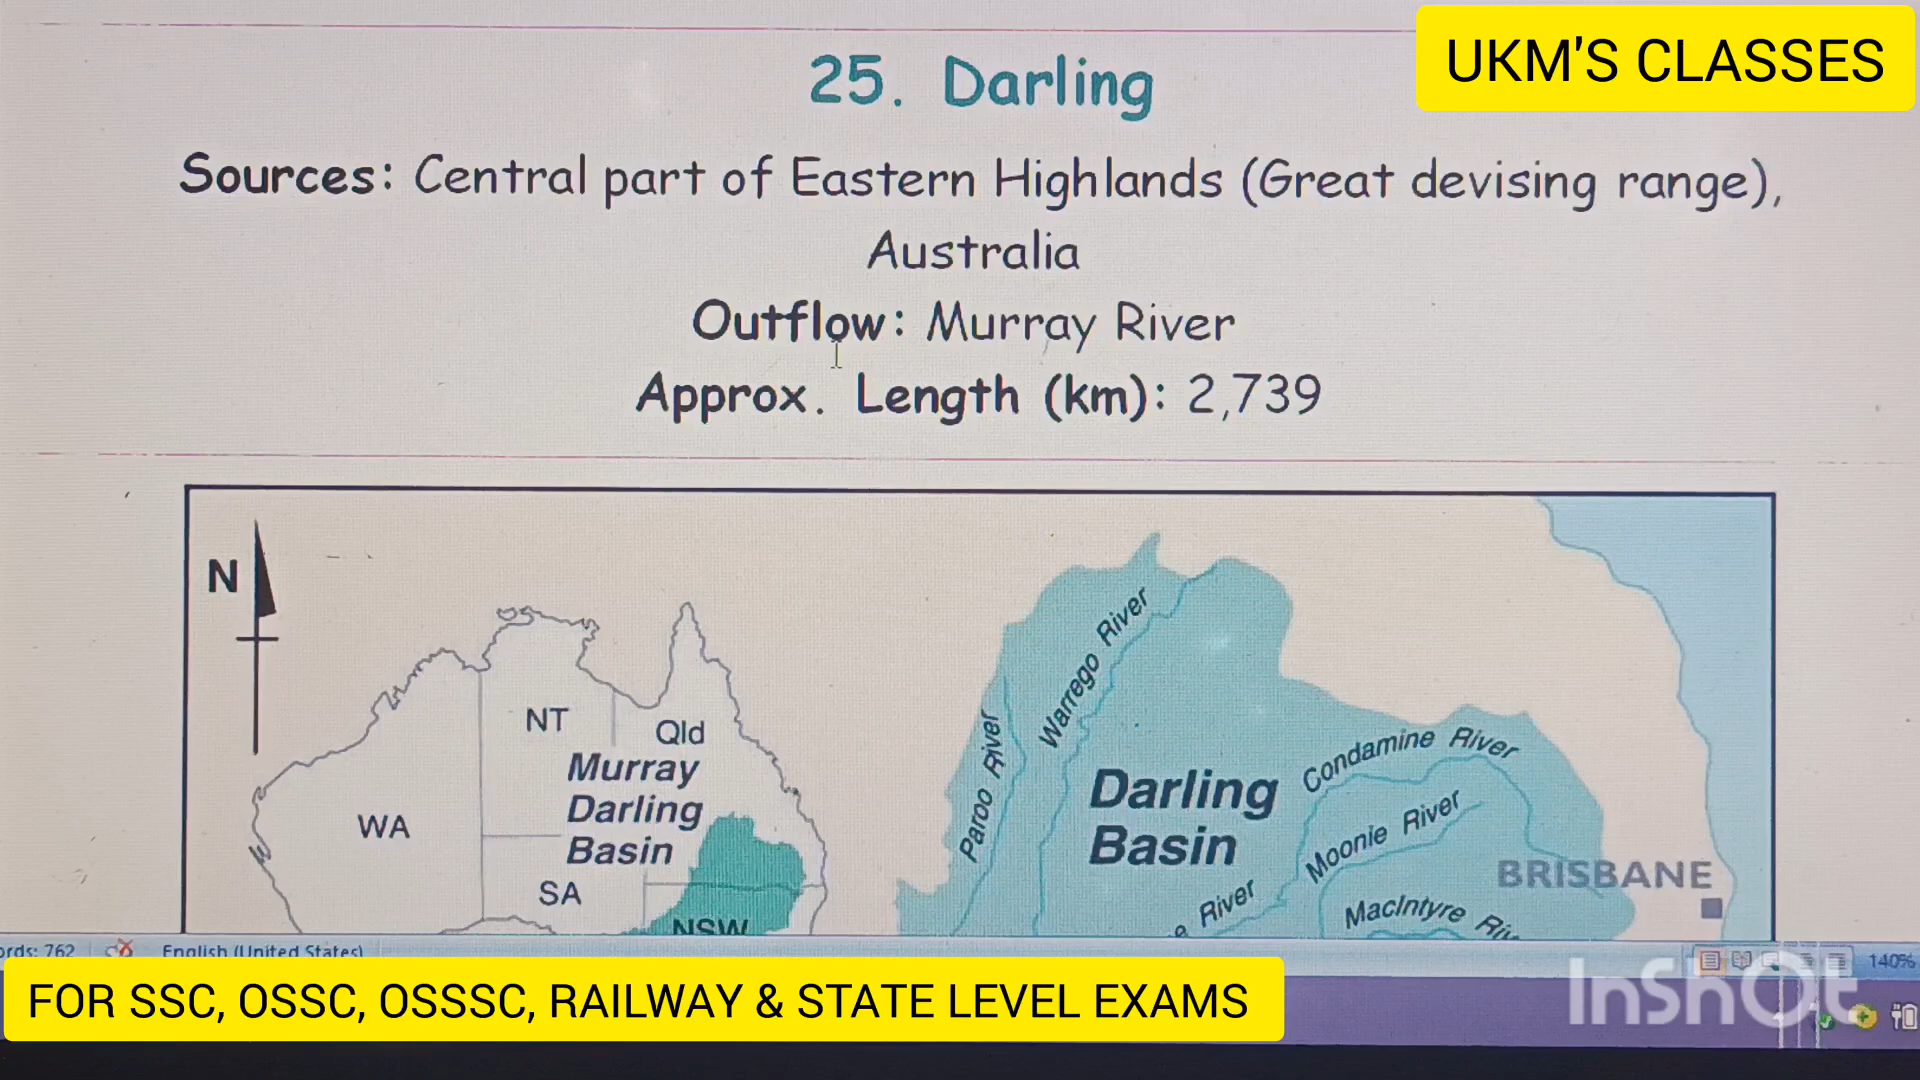 UKM'S CLASSES
25. Darling
Sources: Central part of Eastern Highlands (Great devising range),
Australia
Outflow: Murray River
Approx. Length (km): 2,739
N
NT
Qld
Murray
Darling
Basin
WA
SA
NSW
Paroo River
Warrego River
Darling
Basin
Condamine River
Moonie River
BRISBANE
River
MacIntyre
140%
English (United States)
FOR SSC, OSSC, OSSSC, RAILWAY & STATE LEVEL EXAMS
InShOt